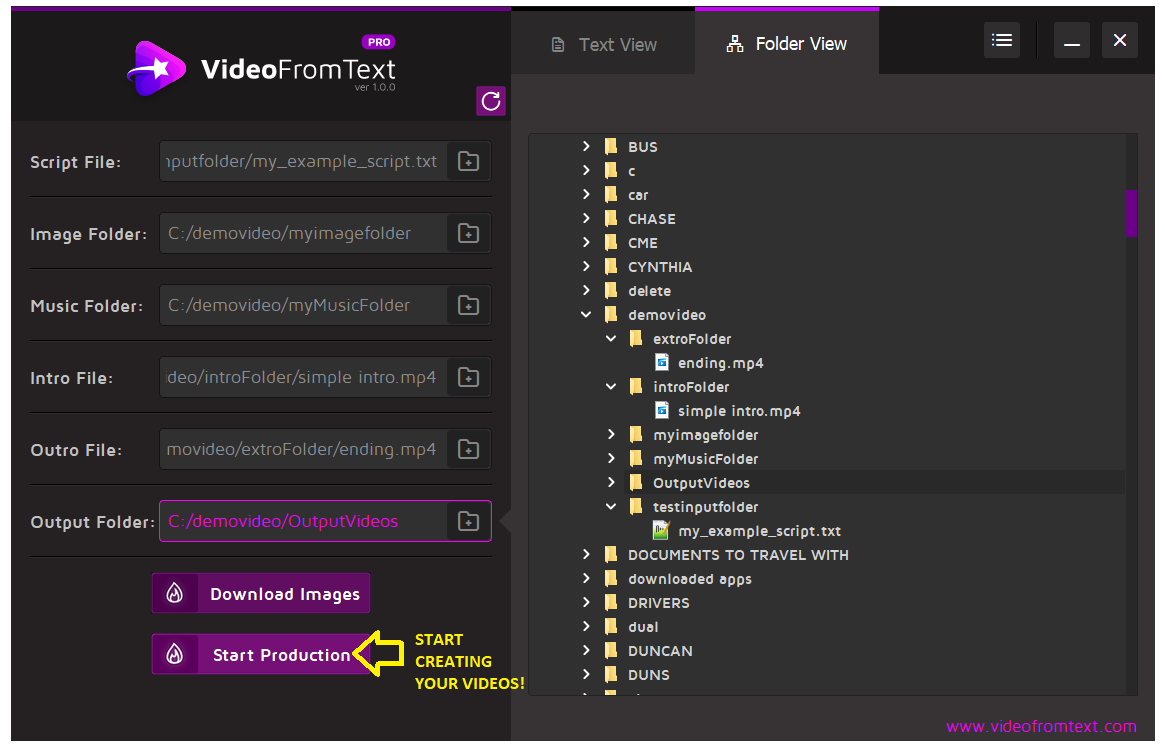 PRO
VideoFromText
ver 1.0.0
Text View
Folder View
Script File:
nputfolder/my_example_script.txt
Image Folder:
C:/demovideo/myimagefolder
Music Folder:
C:/demovideo/myMusicFolder
Intro File:
deo/introFolder/simple intro.mp4
Outro File:
movideo/extroFolder/ending.mp4
Output Folder:
C:/demovideo/OutputVideos
Download Images
Start Production
START
CREATING
YOUR VIDEOS!
BUS
c
car
CHASE
CME
CYNTHIA
delete
demovideo
extroFolder
ending.mp4
introFolder
simple intro.mp4
myimagefolder
myMusicFolder
OutputVideos
testinputfolder
my_example_script.txt
DOCUMENTS TO TRAVEL WITH
downloaded apps
DRIVERS
dual
DUNCAN
DUNS
www.videofromtext.com